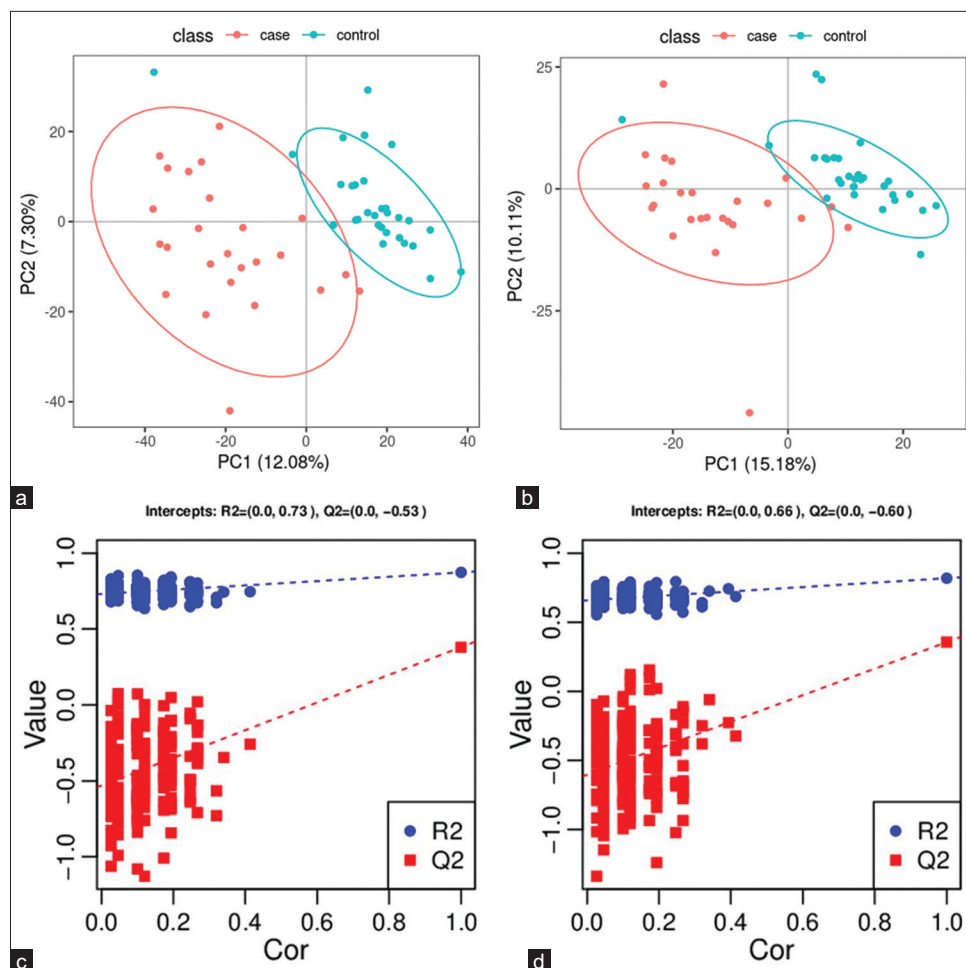 class case control
20
0
-20
-40
PC2 (7.30%)
-40 -20 0 20 40
PC1 (12.08%)
a
class case control
25
0
-25
PC2 (10.11%)
-20 0 20
PC1 (15.18%)
b
Intercepts: R2=(0.0, 0.73), Q2=(0.0, −0.53 )
1.0
0.5
0.0
−0.5
−1.0
Value
R2
Q2
0.0 0.2 0.4 0.6 0.8 1.0
Cor
c
Intercepts: R2=(0.0, 0.66), Q2=(0.0, −0.60)
1.0
0.5
0.0
−0.5
−1.0
Value
R2
Q2
0.0 0.2 0.4 0.6 0.8 1.0
Cor
d